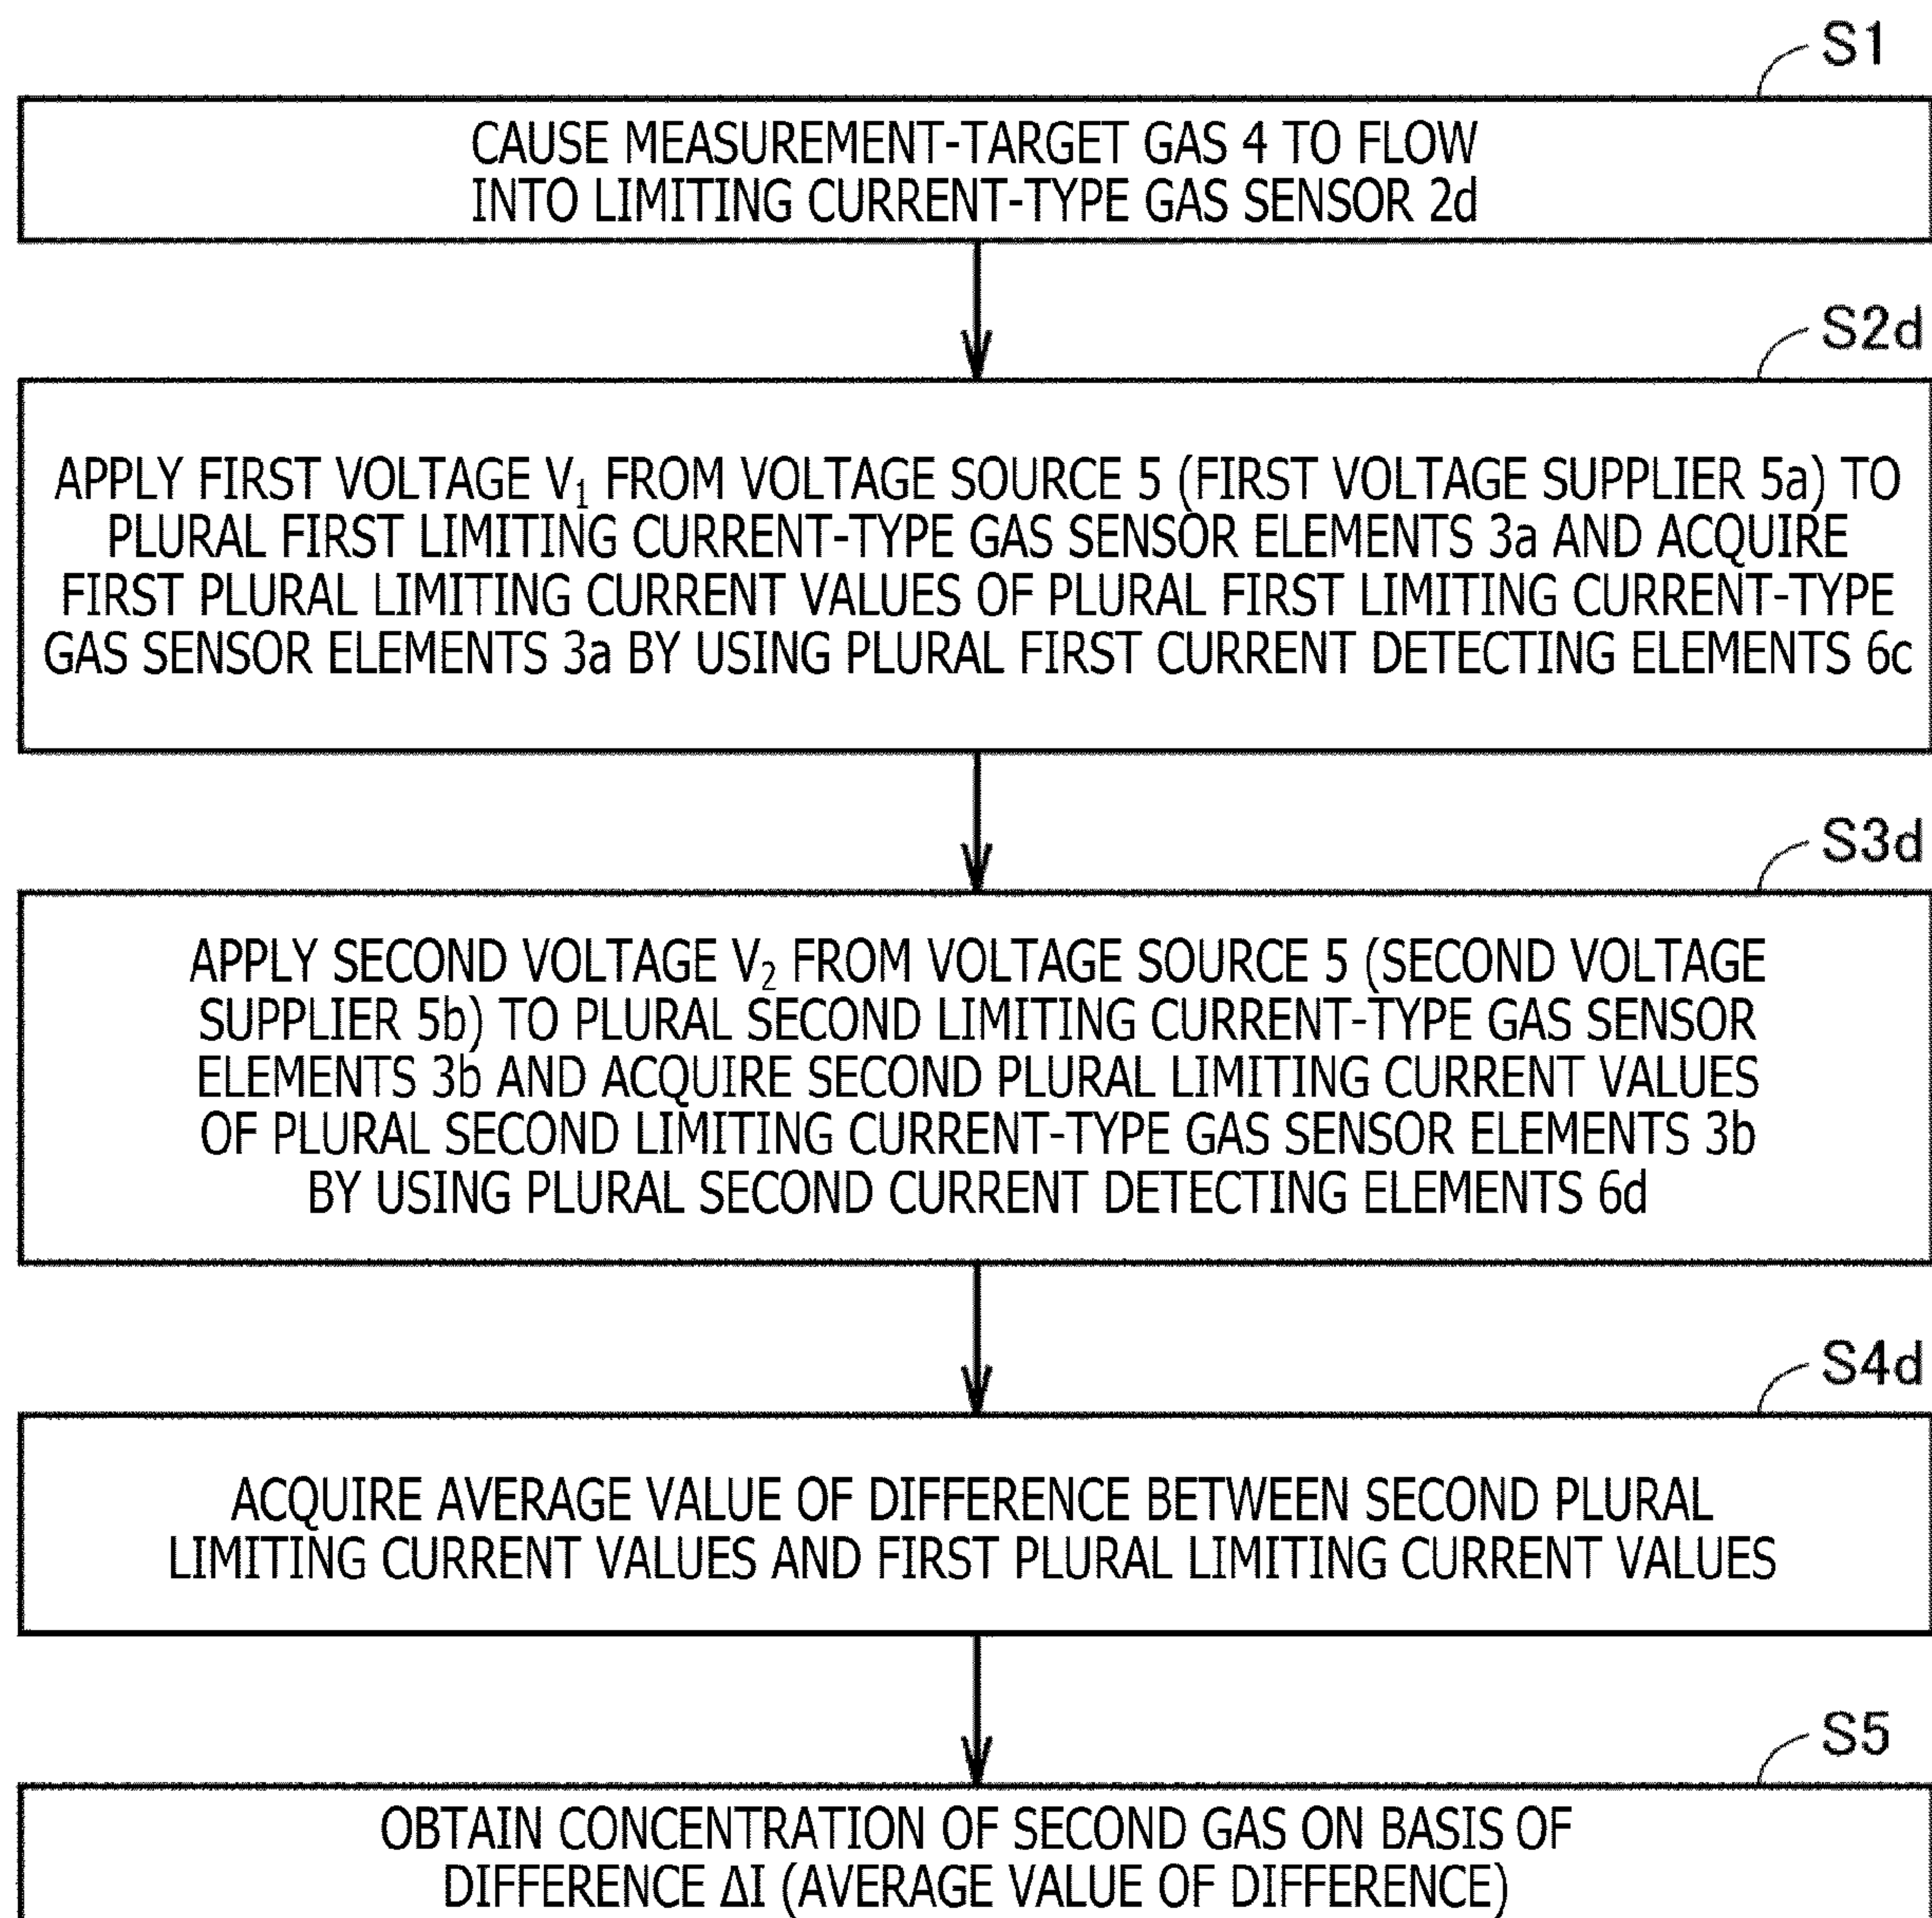 S1
CAUSE MEASUREMENT-TARGET GAS 4 TO FLOW
INTO LIMITING CURRENT-TYPE GAS SENSOR 2d
S2d
APPLY FIRST VOLTAGE V₁ FROM VOLTAGE SOURCE 5 (FIRST VOLTAGE SUPPLIER 5a) TO
PLURAL FIRST LIMITING CURRENT-TYPE GAS SENSOR ELEMENTS 3a AND ACQUIRE
FIRST PLURAL LIMITING CURRENT VALUES OF PLURAL FIRST LIMITING CURRENT-TYPE
GAS SENSOR ELEMENTS 3a BY USING PLURAL FIRST CURRENT DETECTING ELEMENTS 6c
S3d
APPLY SECOND VOLTAGE V₂ FROM VOLTAGE SOURCE 5 (SECOND VOLTAGE
SUPPLIER 5b) TO PLURAL SECOND LIMITING CURRENT-TYPE GAS SENSOR
ELEMENTS 3b AND ACQUIRE SECOND PLURAL LIMITING CURRENT VALUES
OF PLURAL SECOND LIMITING CURRENT-TYPE GAS SENSOR ELEMENTS 3b
BY USING PLURAL SECOND CURRENT DETECTING ELEMENTS 6d
S4d
ACQUIRE AVERAGE VALUE OF DIFFERENCE BETWEEN SECOND PLURAL
LIMITING CURRENT VALUES AND FIRST PLURAL LIMITING CURRENT VALUES
S5
OBTAIN CONCENTRATION OF SECOND GAS ON BASIS OF
DIFFERENCE ΔI (AVERAGE VALUE OF DIFFERENCE)